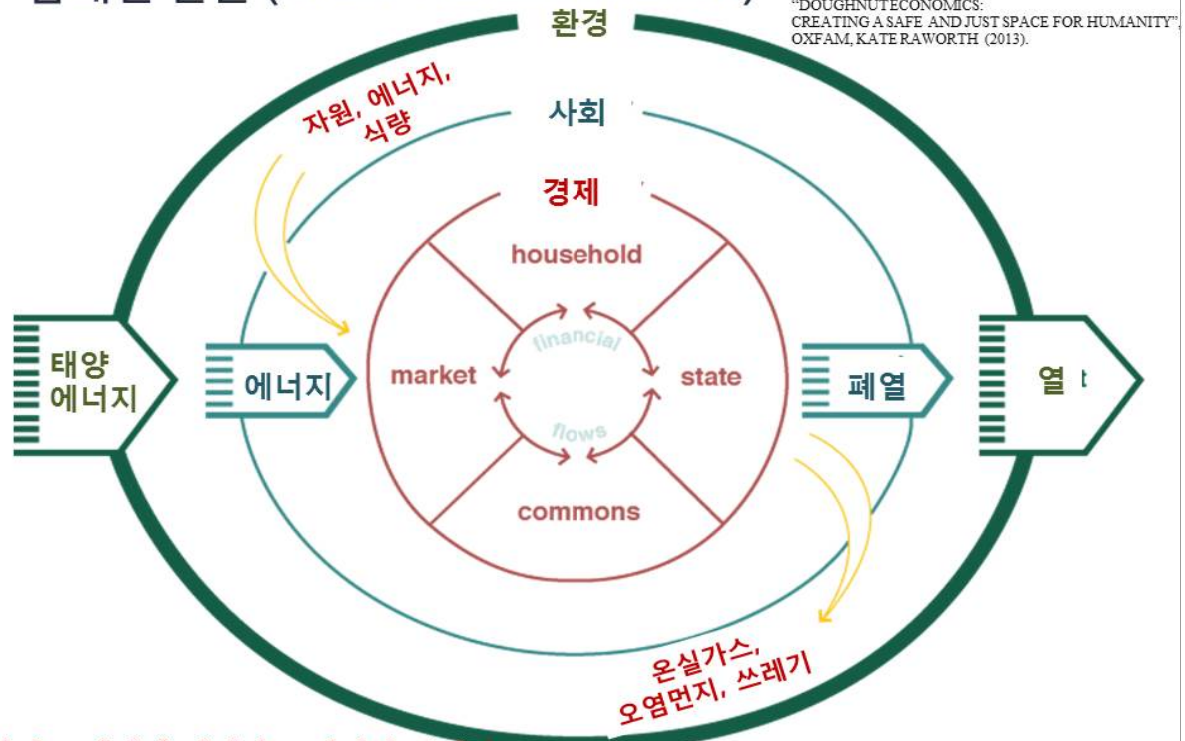 “DOUGHNUT ECONOMICS:
CREATING A SAFE AND JUST SPACE FOR HUMANITY”,
OXFAM, KATE RAWORTH (2013).
환경
자원, 에너지,
식량
사회
경제
household
financial
market
state
flows
commons
태양
에너지
에너지
폐열
열
온실가스,
오염먼지, 쓰레기